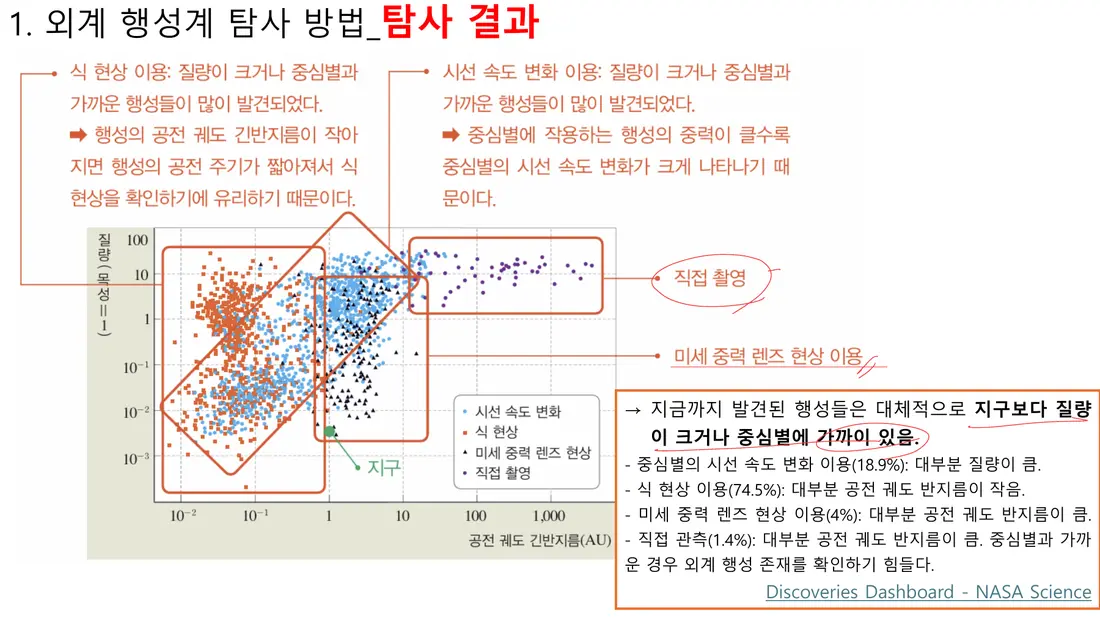 1. 외계 행성계 탐사 방법_탐사 결과
식 현상 이용: 질량이 크거나 중심별과
가까운 행성들이 많이 발견되었다.
➡ 행성의 공전 궤도 긴반지름이 작아
지면 행성의 공전 주기가 짧아져서 식
현상을 확인하기에 유리하기 때문이다.
시선 속도 변화 이용: 질량이 크거나 중심별과
가까운 행성들이 많이 발견되었다.
➡ 중심별에 작용하는 행성의 중력이 클수록
중심별의 시선 속도 변화가 크게 나타나기 때
문이다.
질량(목성=1)
100
10
1
10⁻¹
10⁻²
10⁻³
지구
시선 속도 변화
식 현상
미세 중력 렌즈 현상
직접 촬영
10⁻² 10⁻¹ 1 10 100 1,000
공전 궤도 긴반지름(AU)
직접 촬영
미세 중력 렌즈 현상 이용
→ 지금까지 발견된 행성들은 대체적으로 지구보다 질량
이 크거나 중심별에 가까이 있음.
- 중심별의 시선 속도 변화 이용(18.9%): 대부분 질량이 큼.
- 식 현상 이용(74.5%): 대부분 공전 궤도 반지름이 작음.
- 미세 중력 렌즈 현상 이용(4%): 대부분 공전 궤도 반지름이 큼.
- 직접 관측(1.4%): 대부분 공전 궤도 반지름이 큼. 중심별과 가까
운 경우 외계 행성 존재를 확인하기 힘들다.
Discoveries Dashboard - NASA Science